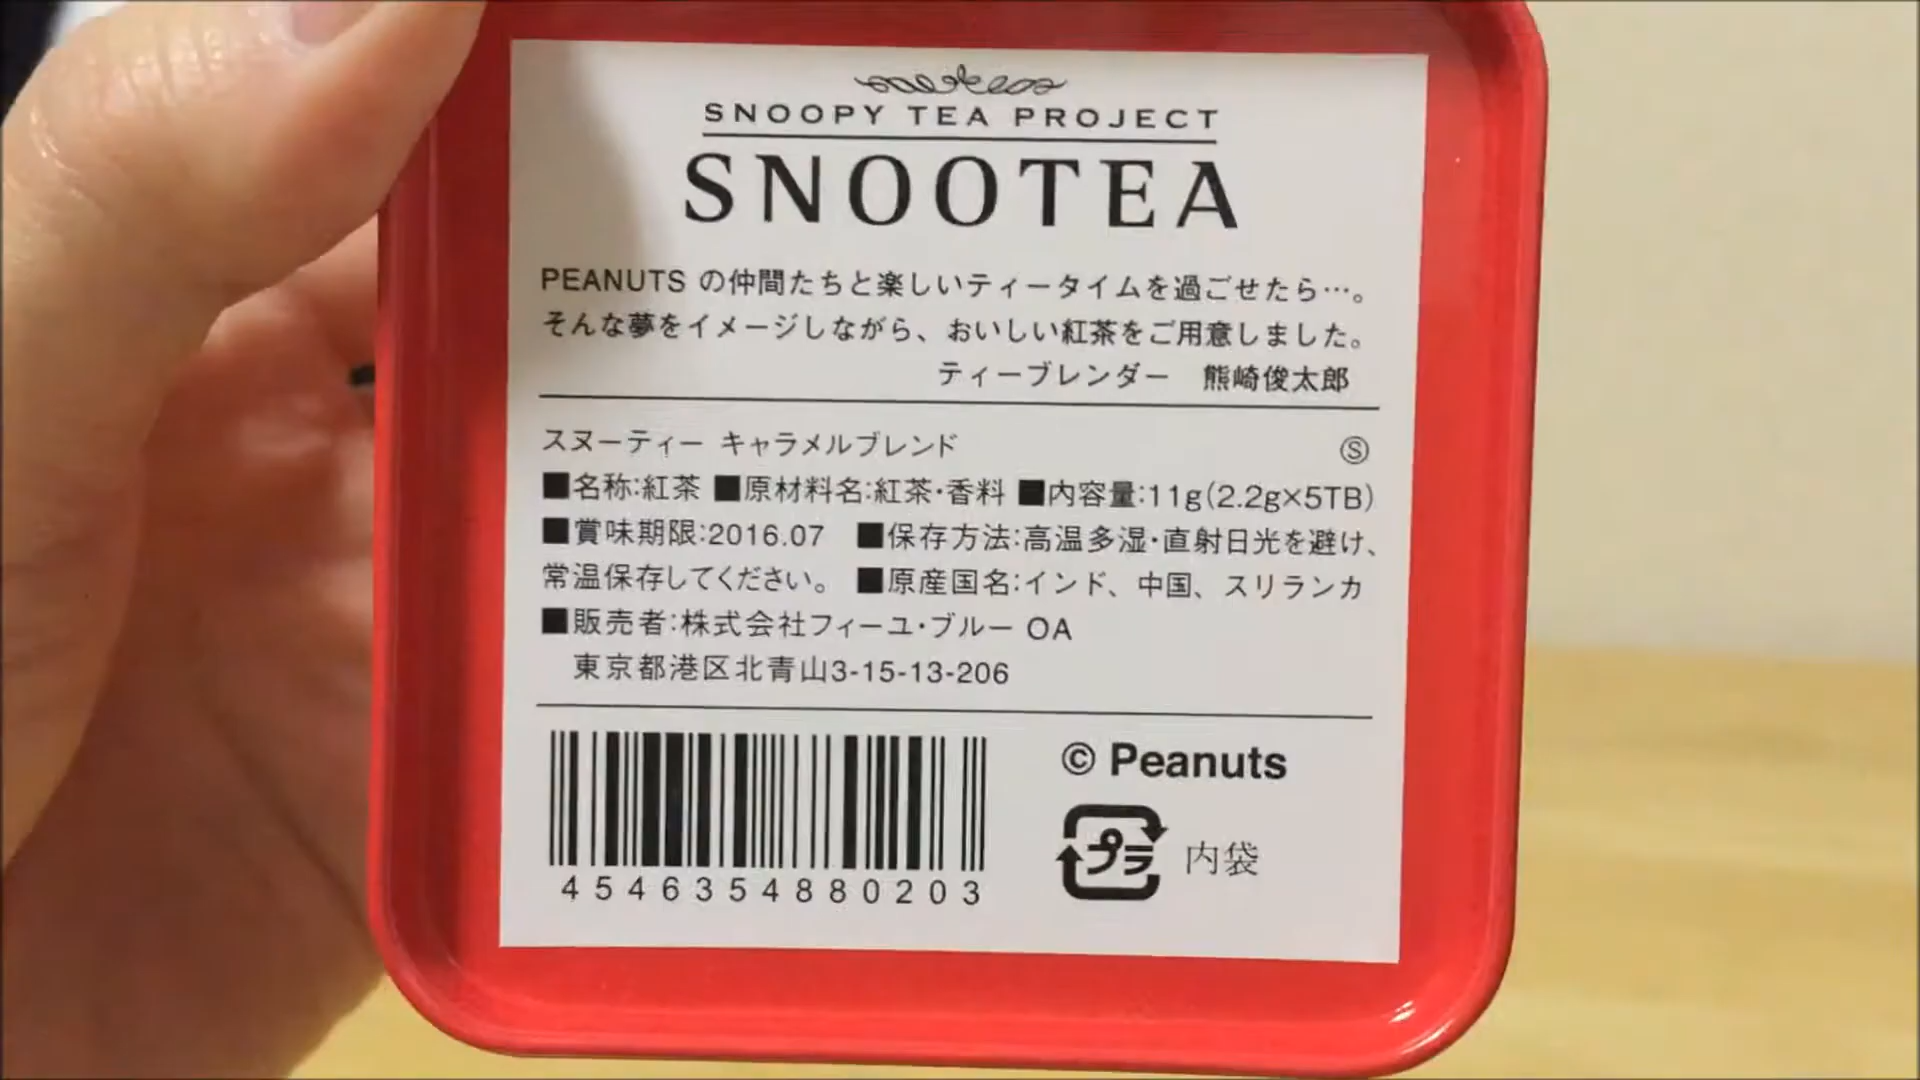 SNOOPY TEA PROJECT
SNOOTEA
PEANUTS の仲間たちと楽しいティータイムを過ごせたら…。
そんな夢をイメージしながら、おいしい紅茶をご用意しました。
ティーブレンダー 熊崎俊太郎
スヌーティー キャラメルブレンド Ⓢ
■名称:紅茶 ■原材料名:紅茶・香料 ■内容量:11g(2.2g×5TB)
■賞味期限:2016.07 ■保存方法:高温多湿・直射日光を避け、
常温保存してください。 ■原産国名:インド、中国、スリランカ
■販売者:株式会社フィーユ・ブルー OA
東京都港区北青山3-15-13-206
© Peanuts
プラ 内袋
4546354880203